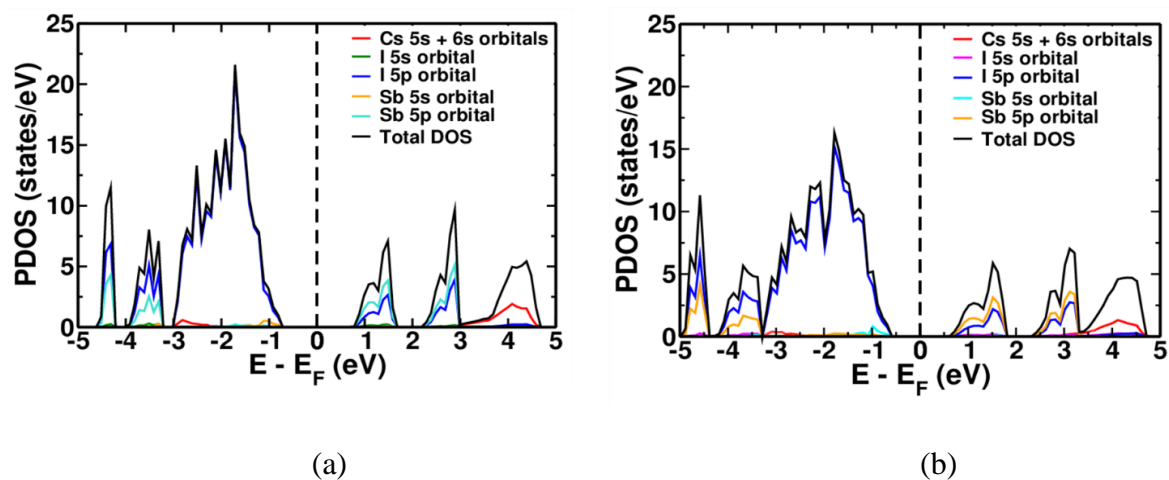 25
20
15
10
5
0
PDOS (states/eV)
Cs 5s + 6s orbitals
I 5s orbital
I 5p orbital
Sb 5s orbital
Sb 5p orbital
Total DOS
-5 -4 -3 -2 -1 0 1 2 3 4 5
E - EF (eV)
(a)
25
20
15
10
5
0
PDOS (states/eV)
Cs 5s + 6s orbitals
I 5s orbital
I 5p orbital
Sb 5s orbital
Sb 5p orbital
Total DOS
-5 -4 -3 -2 -1 0 1 2 3 4 5
E - EF (eV)
(b)